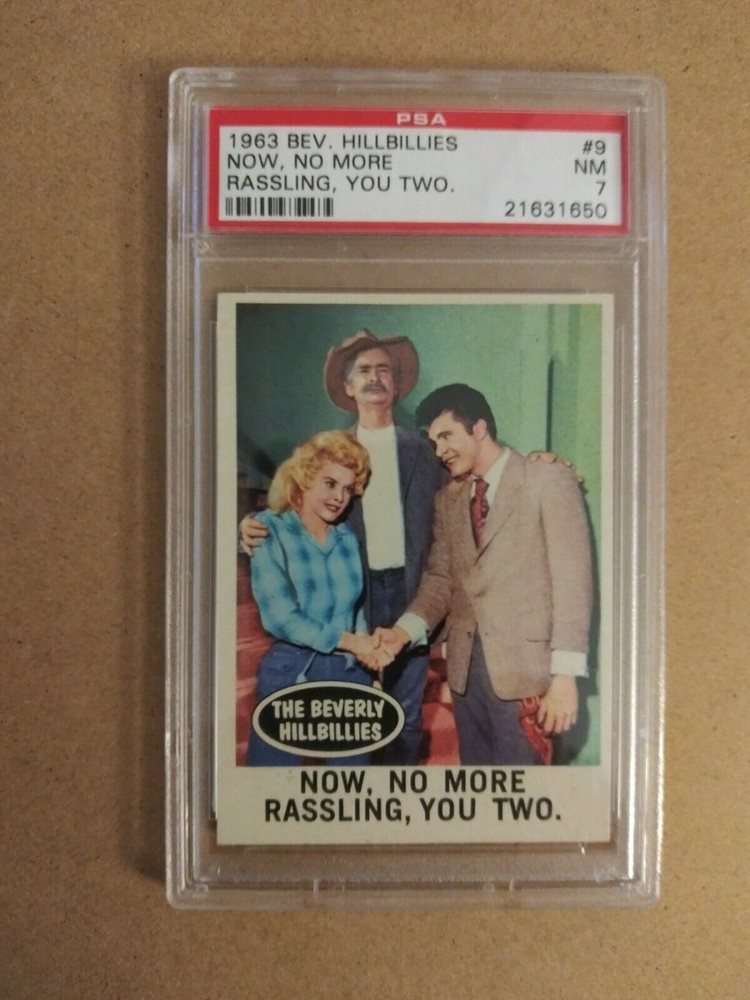 PSA
1963 BEV. HILLBILLIES #9
NOW, NO MORE NM
RASSLING, YOU TWO. 7
21631650
THE BEVERLY
HILLBILLIES
NOW, NO MORE
RASSLING, YOU TWO.